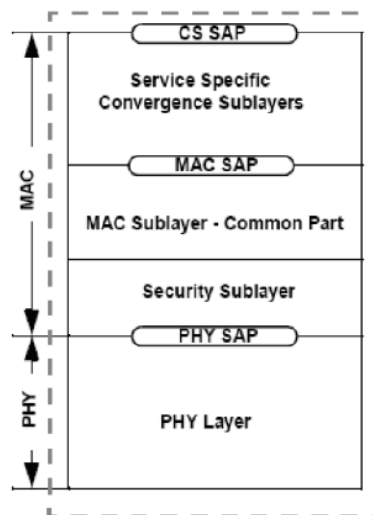 CS SAP
Service Specific
Convergence Sublayers
MAC SAP
MAC
MAC Sublayer - Common Part
Security Sublayer
PHY SAP
PHY
PHY Layer